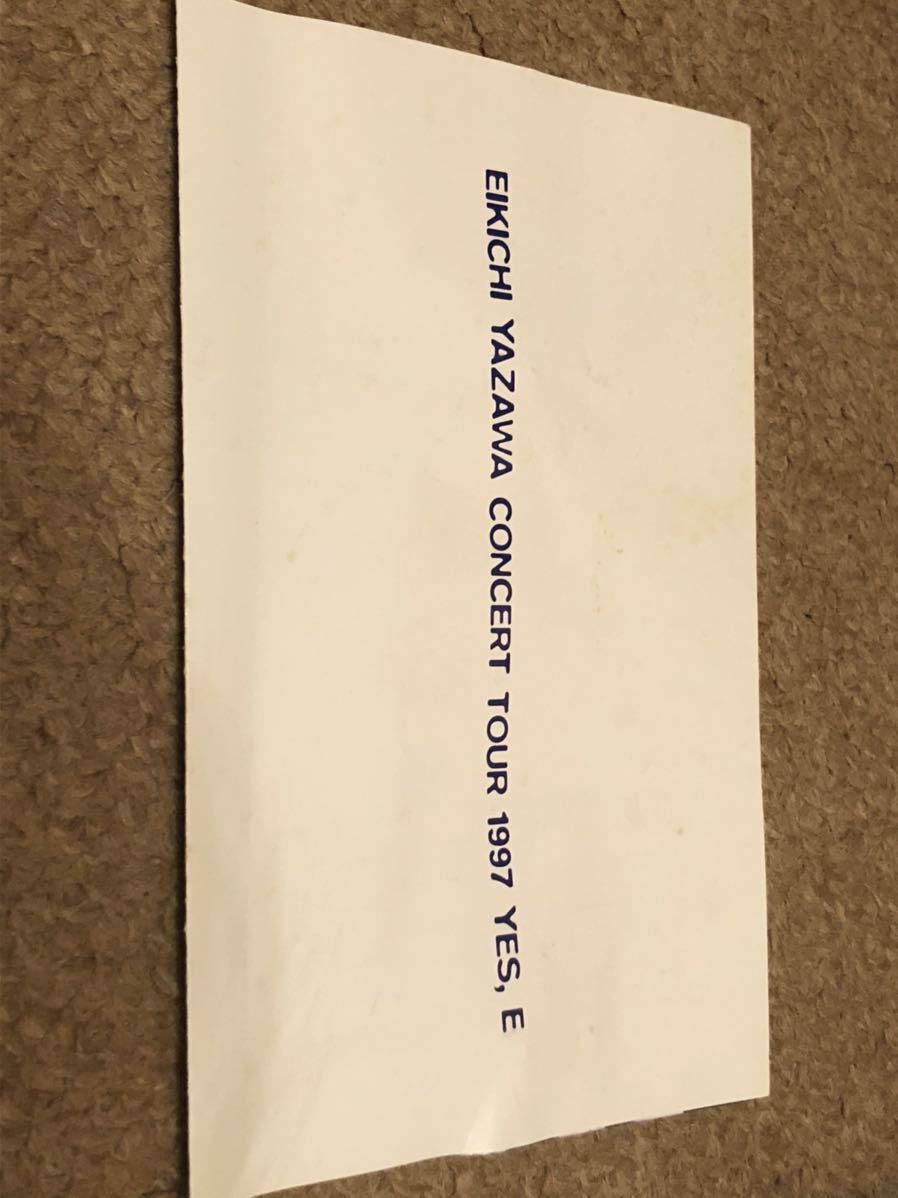 EIKICHI YAZAWA CONCERT TOUR 1997 YES, E